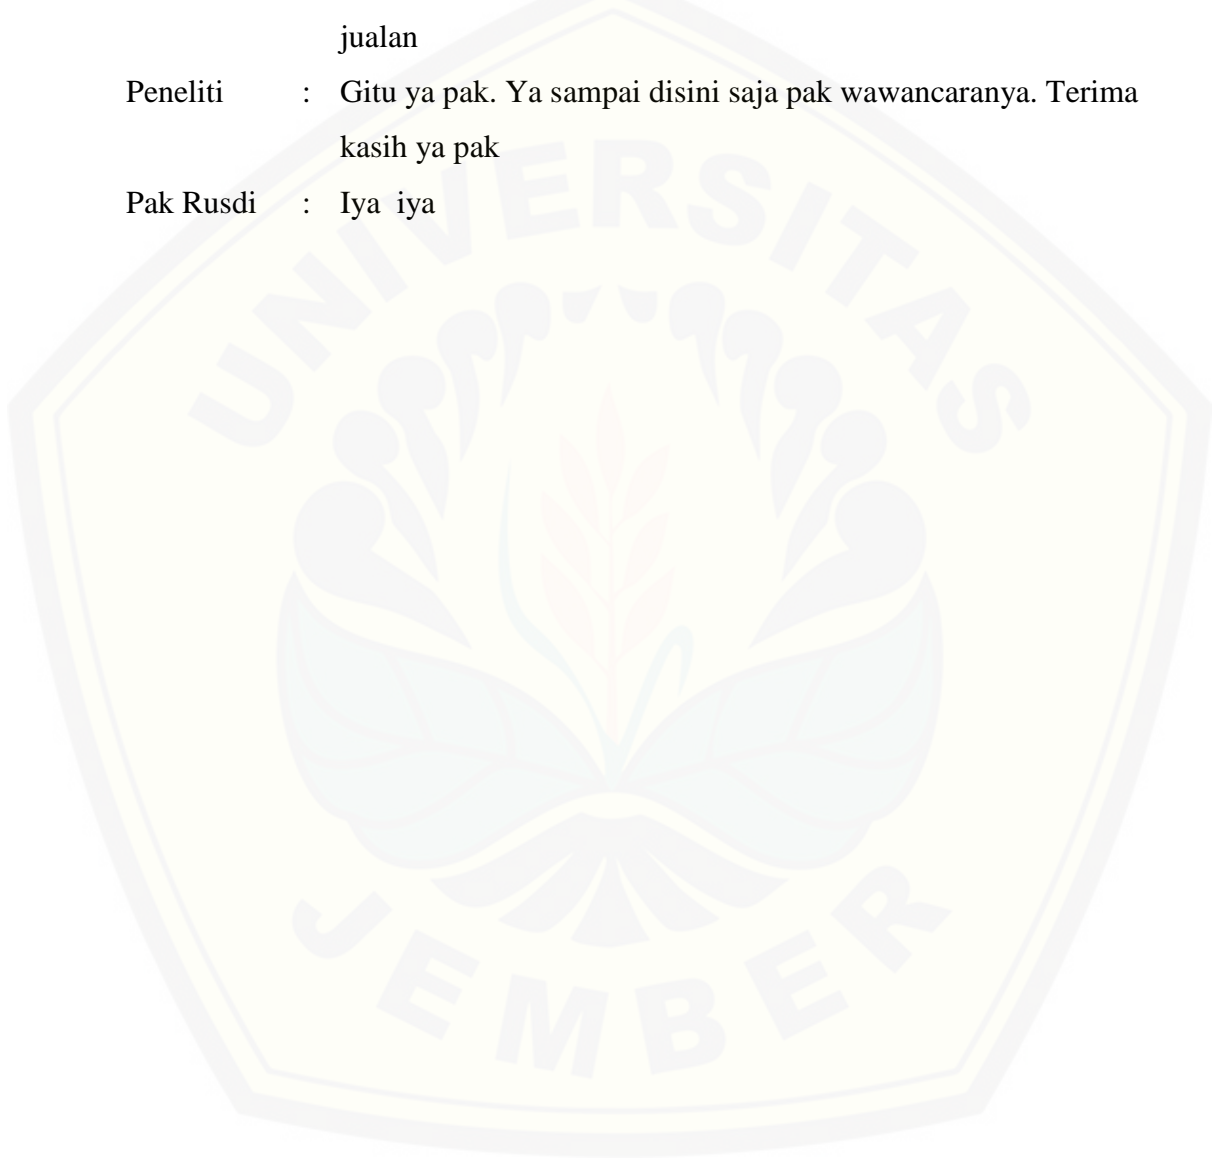 jualan
Peneliti : Gitu ya pak. Ya sampai disini saja pak wawancaranya. Terima
kasih ya pak
Pak Rusdi : Iya iya
UNIVERSITAS
JEMBER